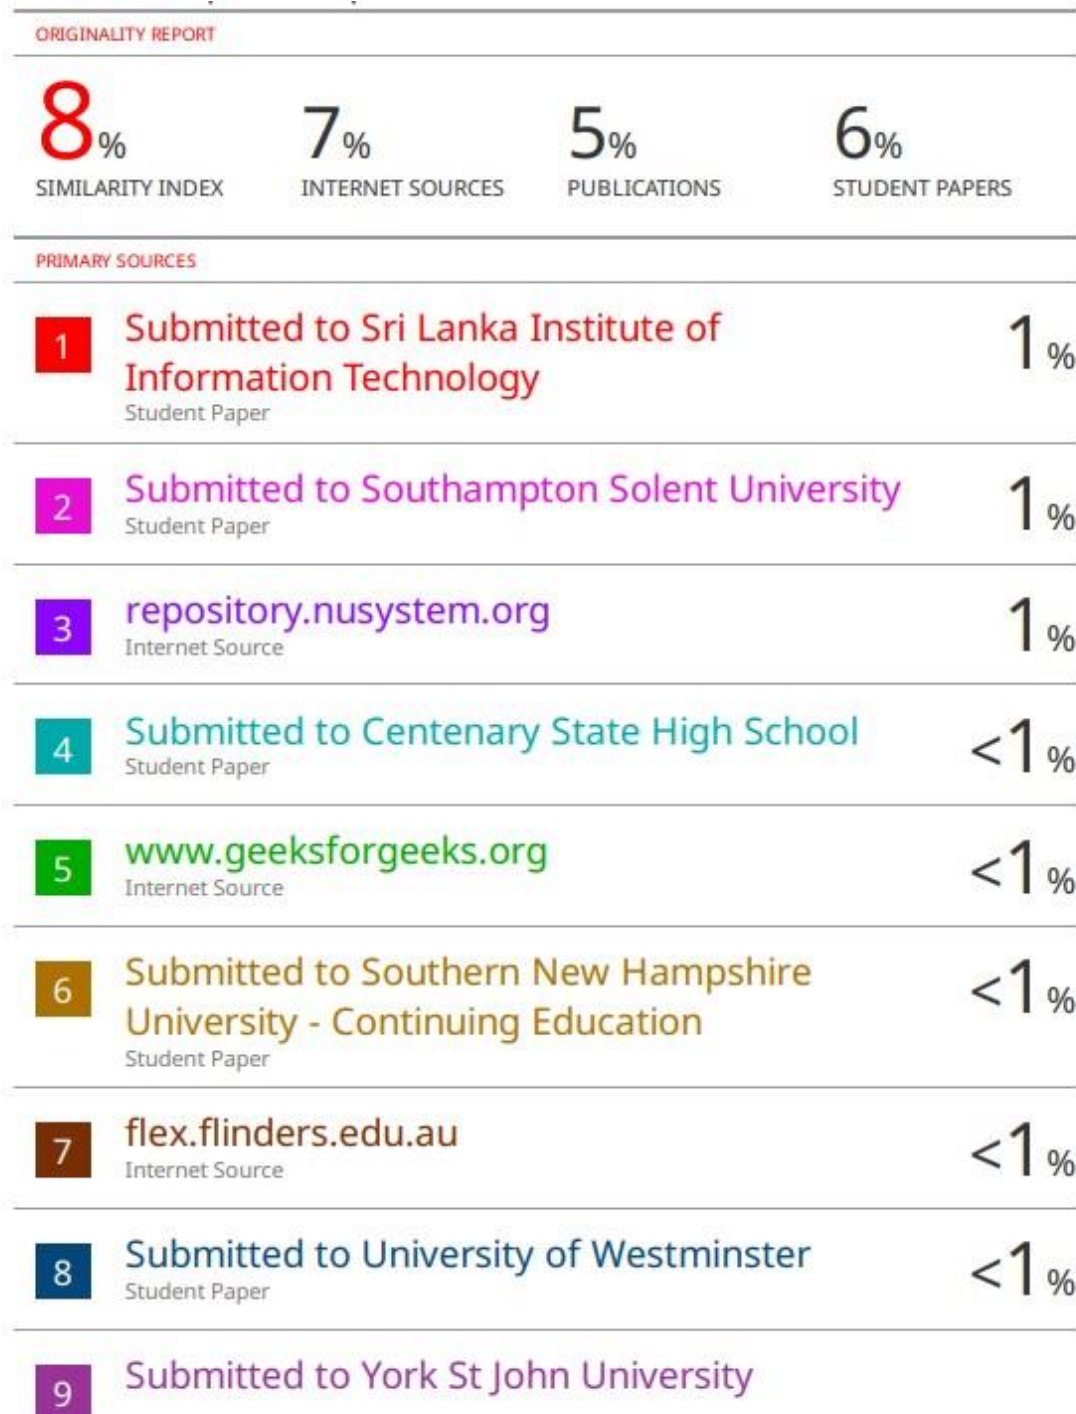 ORIGINALITY REPORT
8% 7% 5% 6%
SIMILARITY INDEX INTERNET SOURCES PUBLICATIONS STUDENT PAPERS
PRIMARY SOURCES
1 Submitted to Sri Lanka Institute of 1%
Information Technology
Student Paper
2 Submitted to Southampton Solent University 1%
Student Paper
3 repository.nusystem.org 1%
Internet Source
4 Submitted to Centenary State High School <1%
Student Paper
5 www.geeksforgeeks.org <1%
Internet Source
6 Submitted to Southern New Hampshire <1%
University - Continuing Education
Student Paper
7 flex.flinders.edu.au <1%
Internet Source
8 Submitted to University of Westminster <1%
Student Paper
9 Submitted to York St John University